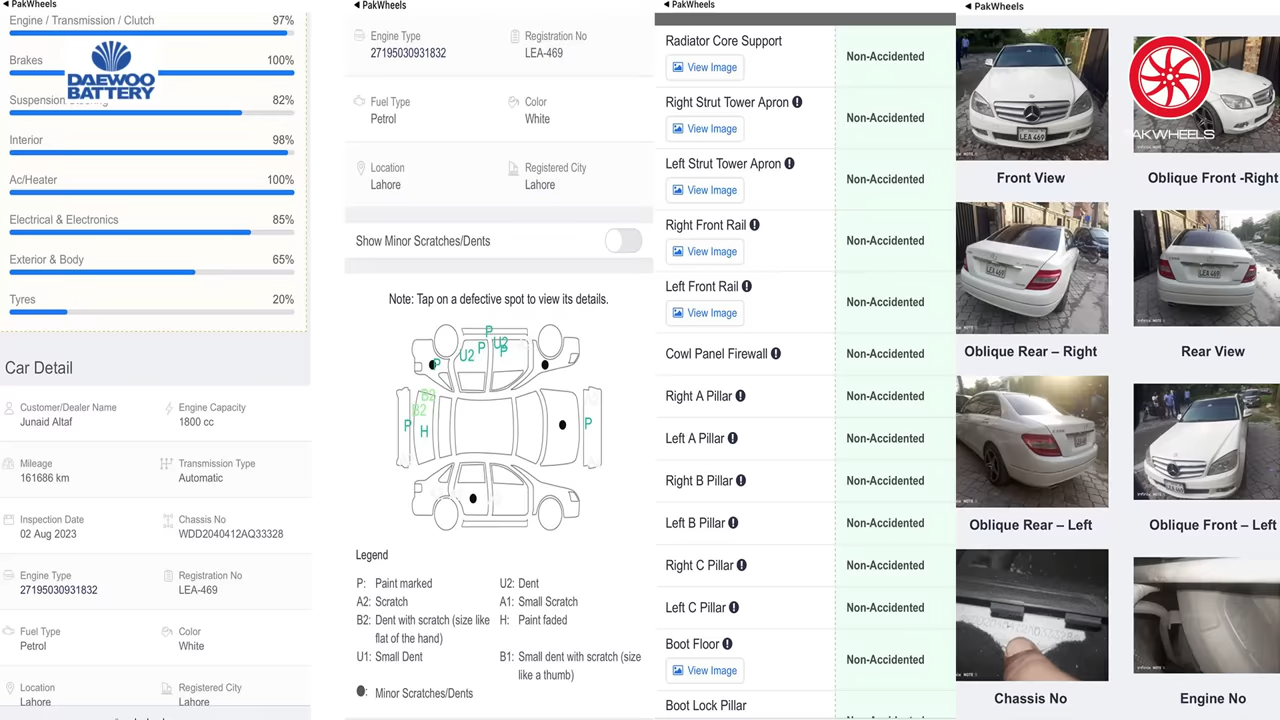 PakWheels
Engine / Transmission / Clutch 97%
Brakes 100%
DAEWOO
BATTERY
Suspension 82%
Interior 98%
Ac/Heater 100%
Electrical & Electronics 85%
Exterior & Body 65%
Tyres 20%
Car Detail
Customer/Dealer Name
Junaid Altaf
Engine Capacity
1800 cc
Mileage
161686 km
Transmission Type
Automatic
Inspection Date
02 Aug 2023
Chassis No
WDD2040412AQ33328
Engine Type
27195030931832
Registration No
LEA-469
Fuel Type
Petrol
Color
White
Location
Lahore
Registered City
Lahore
PakWheels
Engine Type
27195030931832
Registration No
LEA-469
Fuel Type
Petrol
Color
White
Location
Lahore
Registered City
Lahore
Show Minor Scratches/Dents
Note: Tap on a defective spot to view its details.
P
U2 P U2 P
P
B2
B2
P H P
Legend
P: Paint marked
U2: Dent
A2: Scratch
A1: Small Scratch
B2: Dent with scratch (size like
flat of the hand)
H: Paint faded
U1: Small Dent
B1: Small dent with scratch (size
like a thumb)
Minor Scratches/Dents
PakWheels
Radiator Core Support
View Image
Non-Accidented
Right Strut Tower Apron
View Image
Non-Accidented
Left Strut Tower Apron
View Image
Non-Accidented
Right Front Rail
View Image
Non-Accidented
Left Front Rail
View Image
Non-Accidented
Cowl Panel Firewall Non-Accidented
Right A Pillar Non-Accidented
Left A Pillar Non-Accidented
Right B Pillar Non-Accidented
Left B Pillar Non-Accidented
Right C Pillar Non-Accidented
Left C Pillar Non-Accidented
Boot Floor
View Image
Non-Accidented
Boot Lock Pillar
PakWheels
LEA 469
PAKWHEELS
Front View
Oblique Front -Right
LEA 469
LEA 469
Oblique Rear – Right
Rear View
Oblique Rear – Left
Oblique Front – Left
Chassis No
Engine No